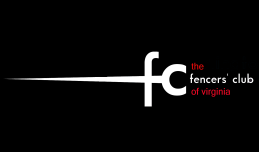 fc
the
fencers' club
of virginia